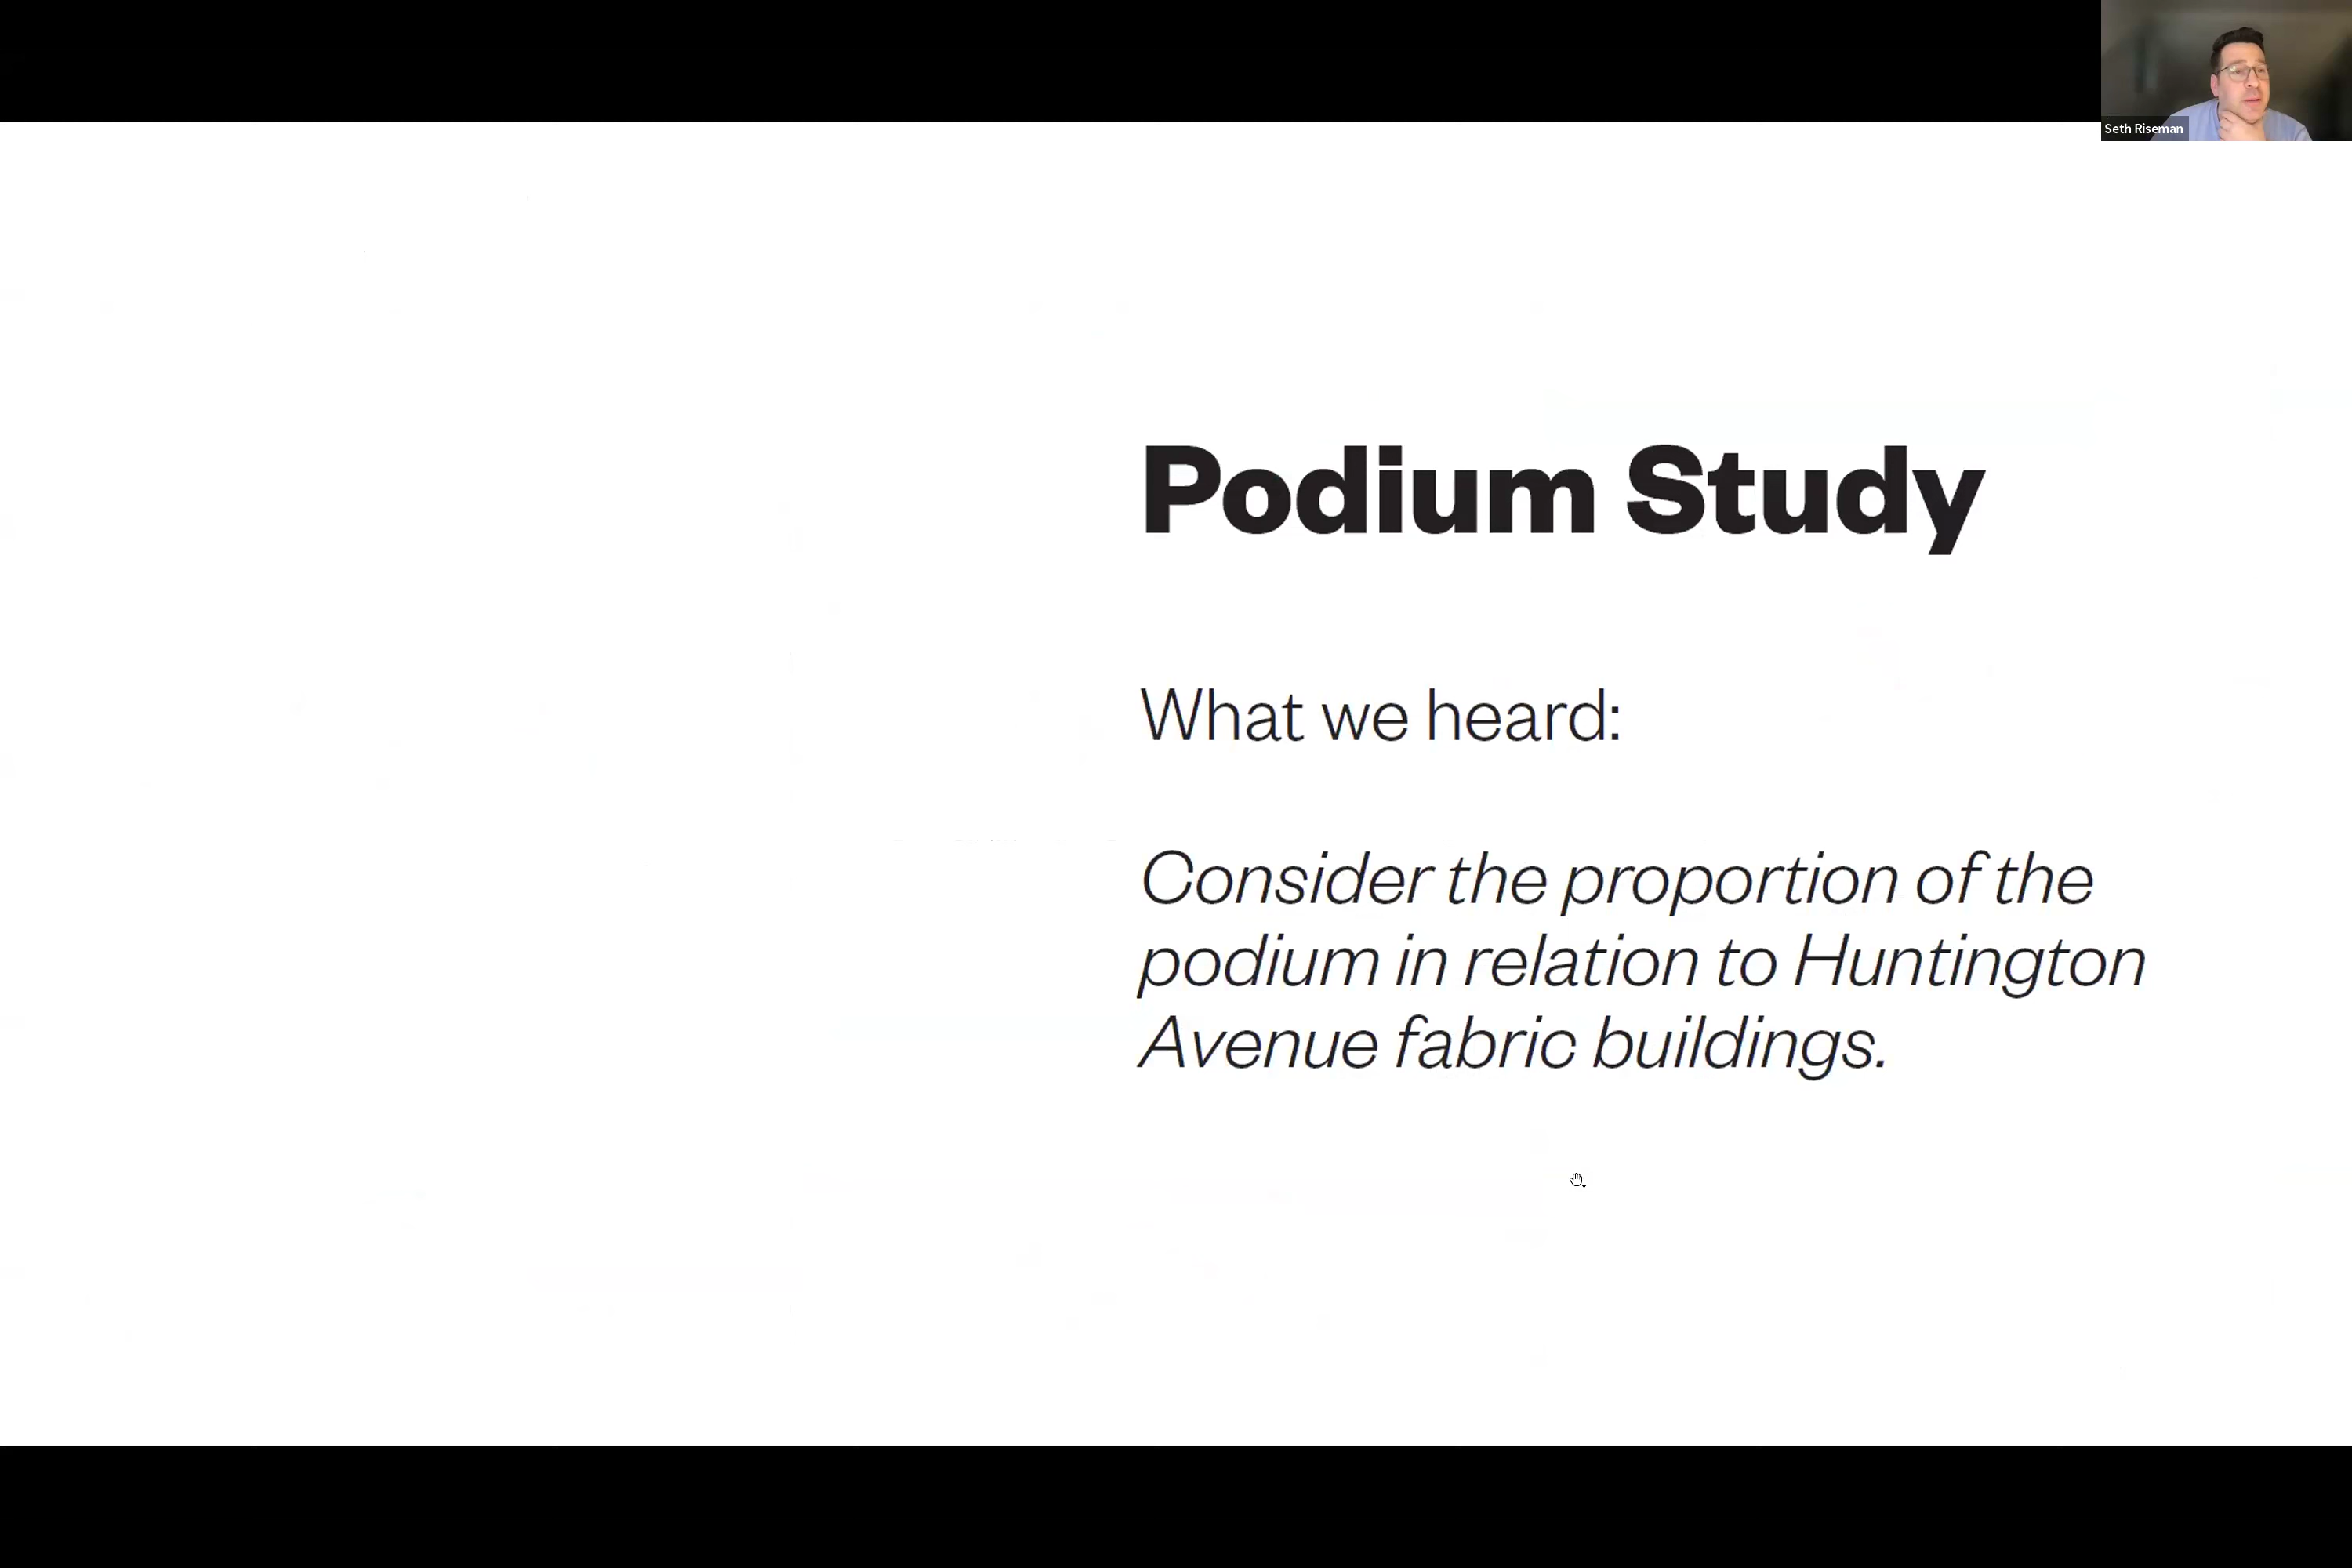 Seth Riseman
Podium Study
What we heard:
Consider the proportion of the
podium in relation to Huntington
Avenue fabric buildings.